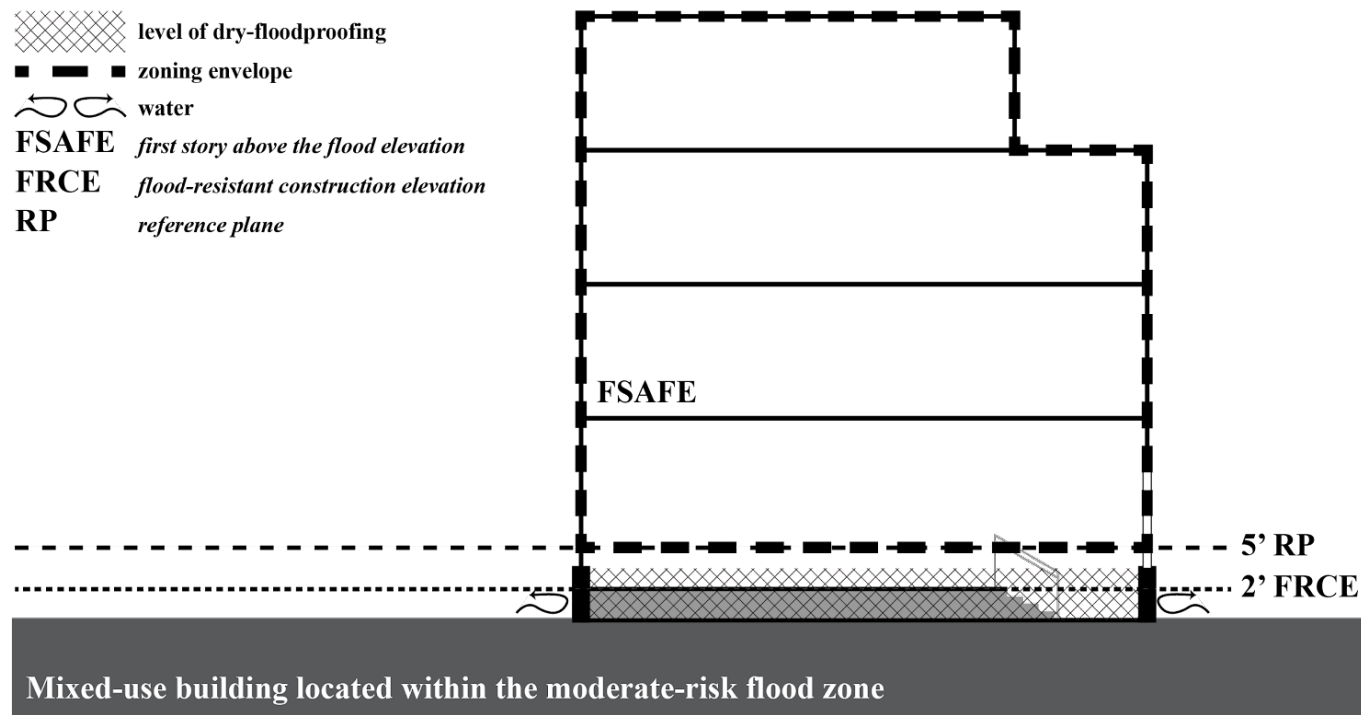 level of dry-floodproofing
zoning envelope
water
FSAFE first story above the flood elevation
FRCE flood-resistant construction elevation
RP reference plane
FSAFE
5’ RP
2’ FRCE
Mixed-use building located within the moderate-risk flood zone